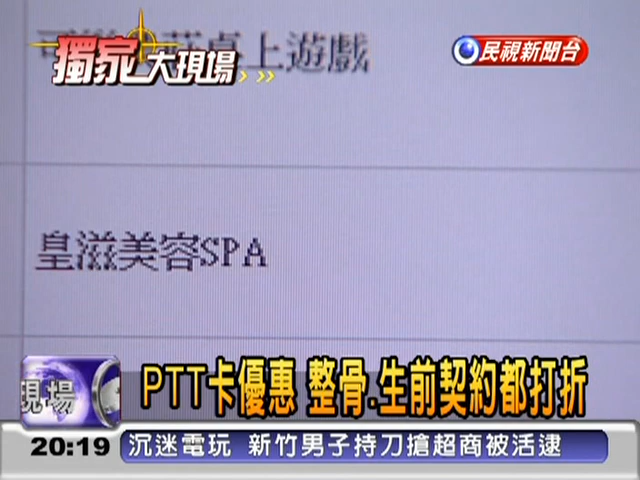 獨家大現場
民視新聞台
桌上遊戲
皇滋美容SPA
現場
PTT卡優惠 整骨.生前契約都打折
20:19
沉迷電玩 新竹男子持刀搶超商被活逮